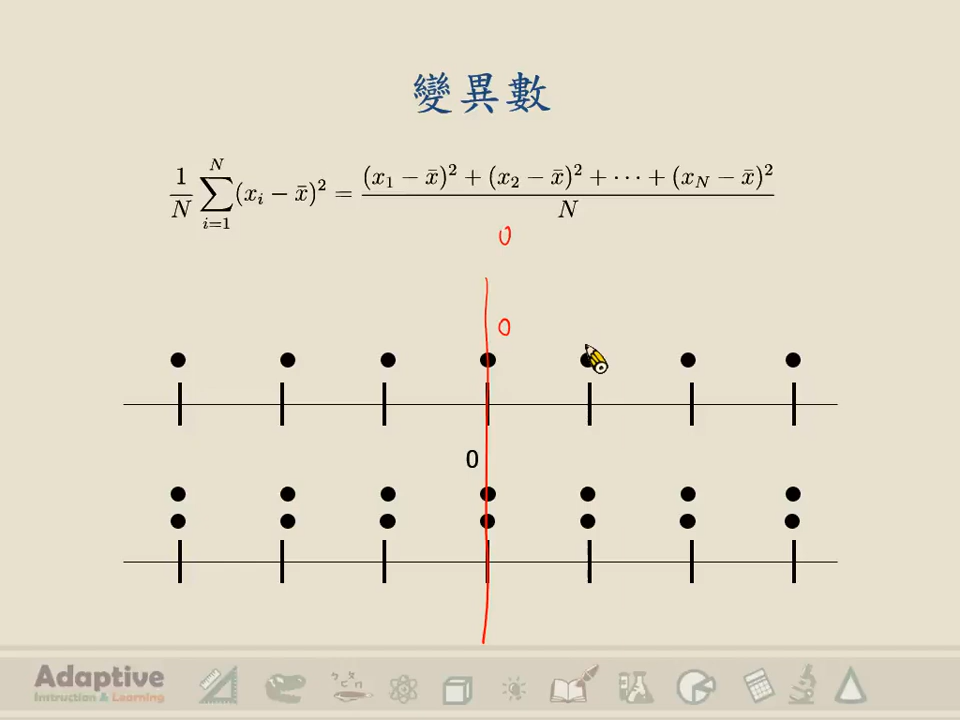 變異數
\frac{1}{N} \sum_{i=1}^{N} (x_i - \bar{x})^2 = \frac{(x_1 - \bar{x})^2 + (x_2 - \bar{x})^2 + \cdots + (x_N - \bar{x})^2}{N}
0
0
0
Adaptive
Instruction & Learning